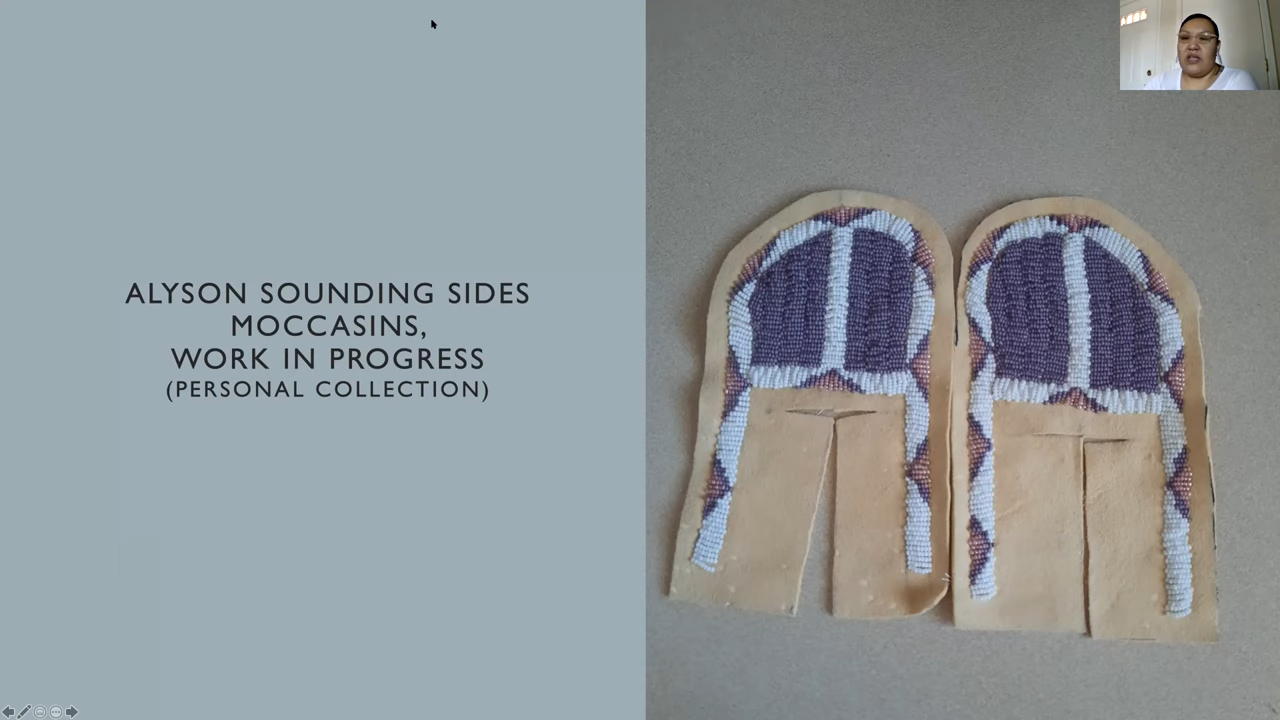 ALYSON SOUNDING SIDES
MOCCASINS,
WORK IN PROGRESS
(PERSONAL COLLECTION)